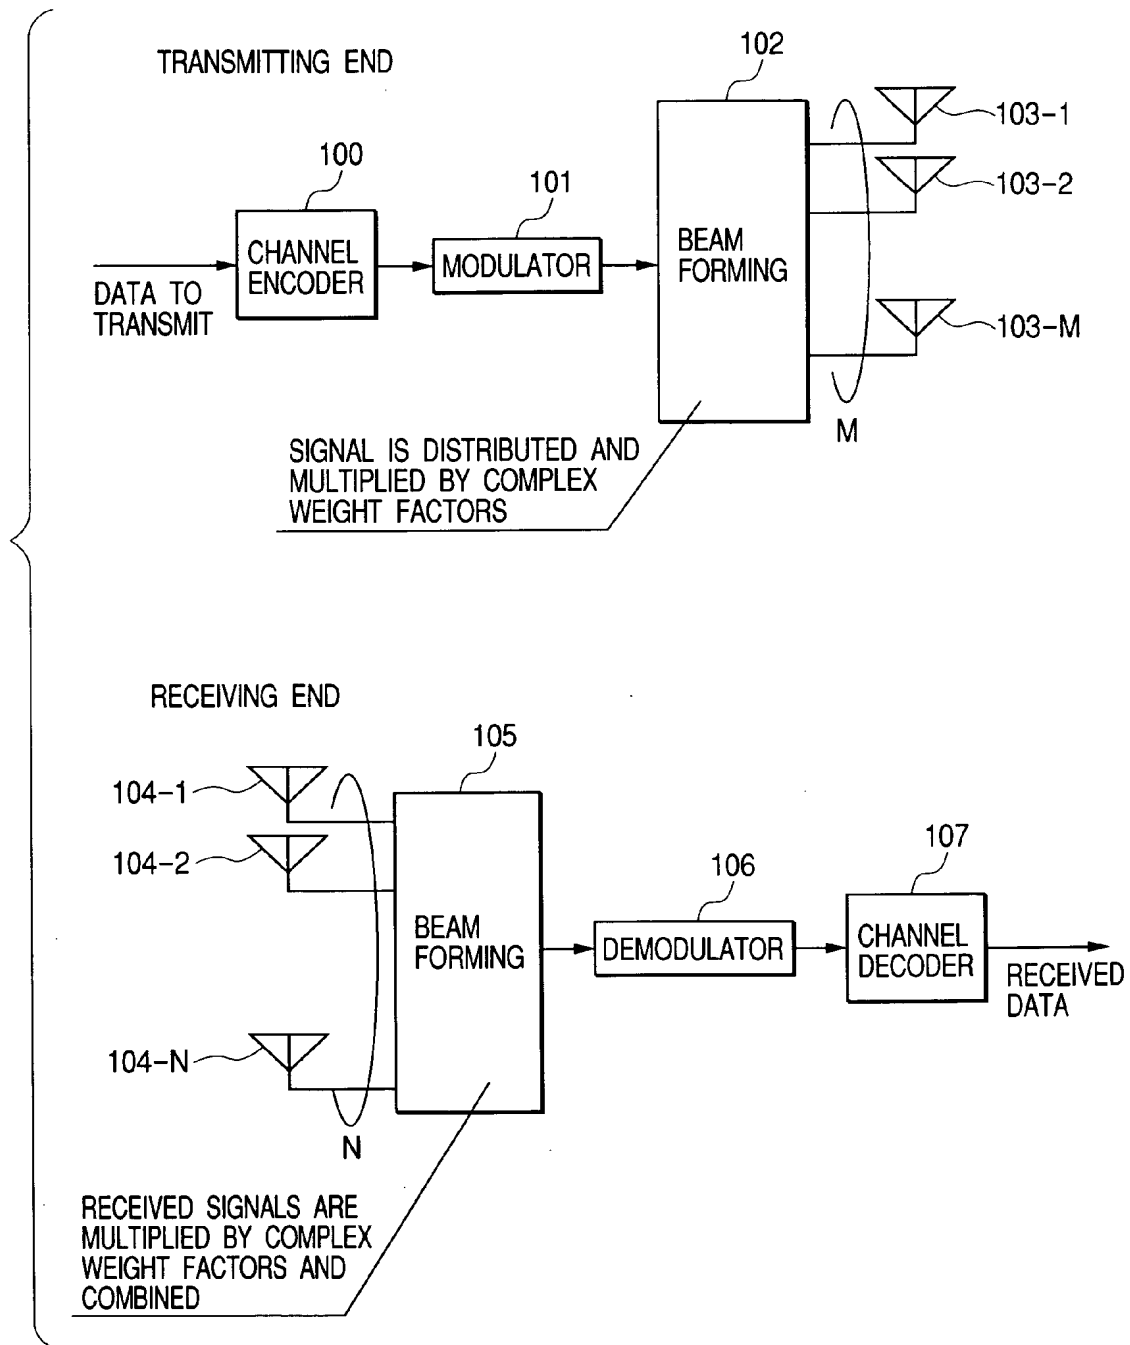 TRANSMITTING END
102
103-1
103-2
103-M
100
101
CHANNEL
ENCODER
MODULATOR
BEAM
FORMING
DATA TO
TRANSMIT
M
SIGNAL IS DISTRIBUTED AND
MULTIPLIED BY COMPLEX
WEIGHT FACTORS
RECEIVING END
105
104-1
104-2
104-N
N
BEAM
FORMING
106
DEMODULATOR
107
CHANNEL
DECODER
RECEIVED
DATA
RECEIVED SIGNALS ARE
MULTIPLIED BY COMPLEX
WEIGHT FACTORS AND
COMBINED